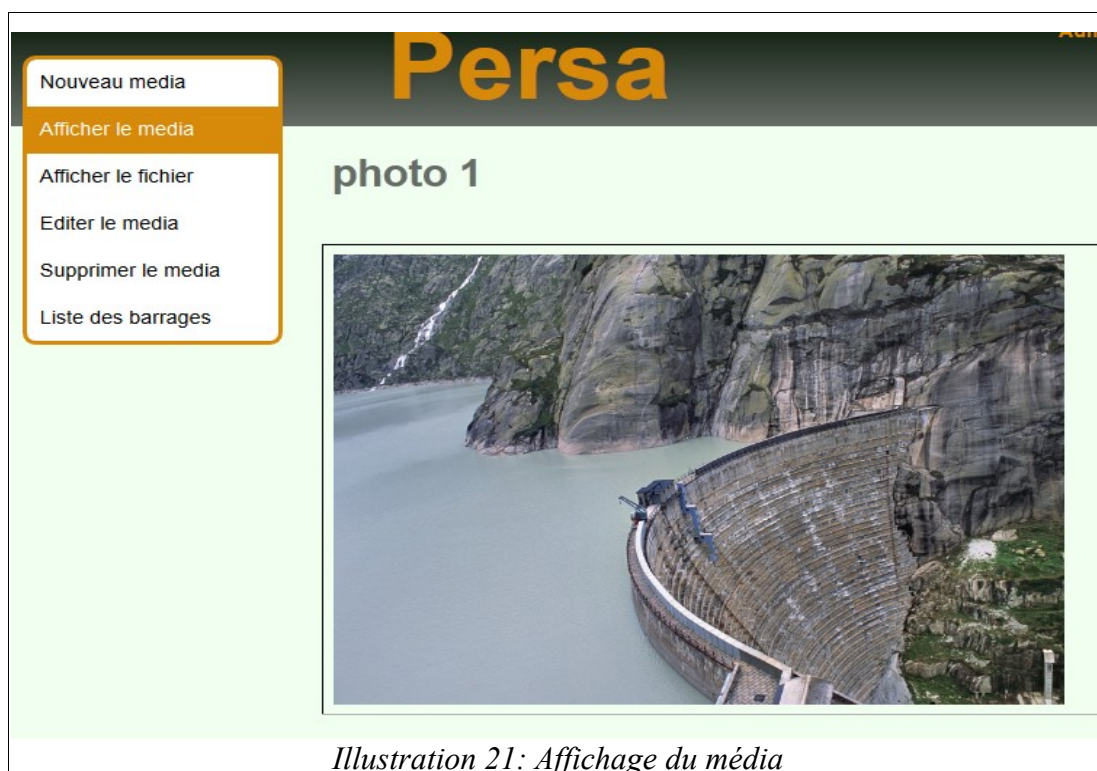 Persa
Nouveau media
Afficher le media
Afficher le fichier
Editer le media
Supprimer le media
Liste des barrages
photo 1
Illustration 21: Affichage du média